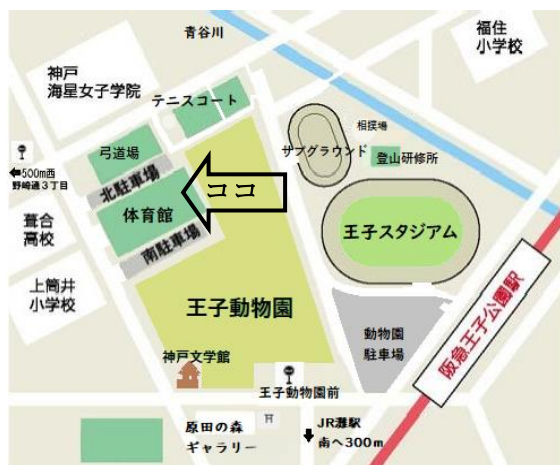 青谷川
福住
小学校
神戸
海星女子学院
テニスコート
相撲場
サブグラウンド
登山研修所
弓道場
←500m西
野崎通3丁目
北駐車場
ココ
体育館
葺合
高校
南駐車場
王子スタジアム
上筒井
小学校
王子動物園
動物園
駐車場
阪急王子公園駅
神戸文学館
王子動物園前
原田の森
ギャラリー
JR灘駅
南へ300m